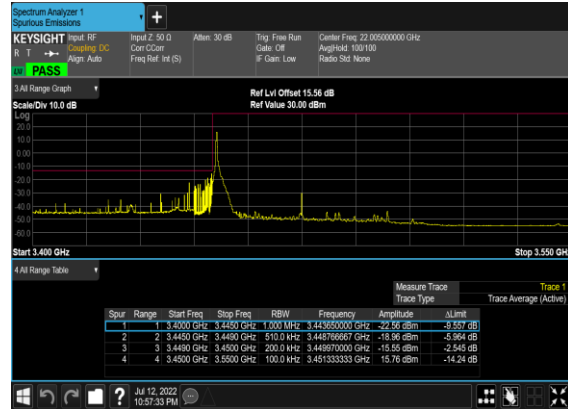 Spectrum Analyzer 1
Spurious Emissions
KEYSIGHT Input: RF Input Z: 50 Ω Atten: 30 dB Trig: Free Run Center Freq: 22.005000000 GHz
R T Coupling: DC Corr CCorr Gate: Off Avg|Hold: 100/100
Align: Auto Freq Ref: Int (S) IF Gain: Low Radio Std: None
PASS
3 All Range Graph Ref Lvl Offset 15.56 dB
Scale/Div 10.0 dB Ref Value 30.00 dBm
Log
20.0
10.0
0.00
-10.0
-20.0
-30.0
-40.0
-50.0
-60.0
Start 3.400 GHz Stop 3.550 GHz
4 All Range Table
Measure Trace Trace 1
Trace Type Trace Average (Active)
Spur Range Start Freq Stop Freq RBW Frequency Amplitude ΔLimit
1 1 3.4000 GHz 3.4450 GHz 1.000 MHz 3.443650000 GHz -22.56 dBm -9.557 dB
2 2 3.4450 GHz 3.4490 GHz 510.0 kHz 3.448766667 GHz -18.96 dBm -5.964 dB
3 3 3.4490 GHz 3.4500 GHz 200.0 kHz 3.449970000 GHz -15.55 dBm -2.545 dB
4 4 3.4500 GHz 3.5500 GHz 100.0 kHz 3.451333333 GHz 15.76 dBm -14.24 dB
? Jul 12, 2022
10:57:33 PM